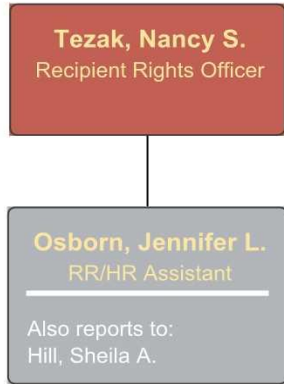 Tezak, Nancy S.
Recipient Rights Officer
Osborn, Jennifer L.
RR/HR Assistant
Also reports to:
Hill, Sheila A.